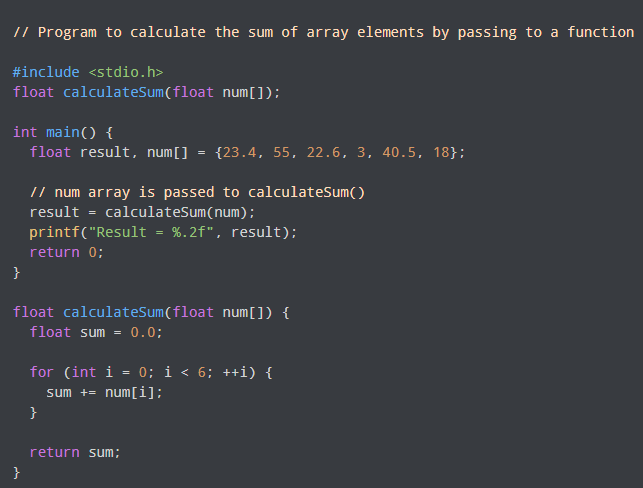 // Program to calculate the sum of array elements by passing to a function
#include <stdio.h>
float calculateSum(float num[]);
int main() {
float result, num[] = {23.4, 55, 22.6, 3, 40.5, 18};
// num array is passed to calculateSum()
result = calculateSum(num);
printf("Result = %.2f", result);
return 0;
}
float calculateSum(float num[]) {
float sum = 0.0;
for (int i = 0; i < 6; ++i) {
sum += num[i];
}
return sum;
}